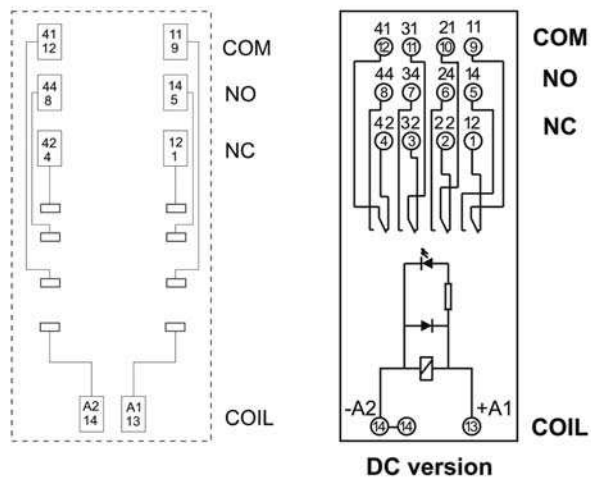 41 11
12 9
COM
44 14
8 5
NO
42 12
4 1
NC
A2 A1
14 13
COIL
41 31 21 11
12 11 10 9
COM
44 34 24 14
8 7 6 5
NO
42 32 22 12
4 3 2 1
NC
-A2 +A1
14 14 13
COIL
DC version